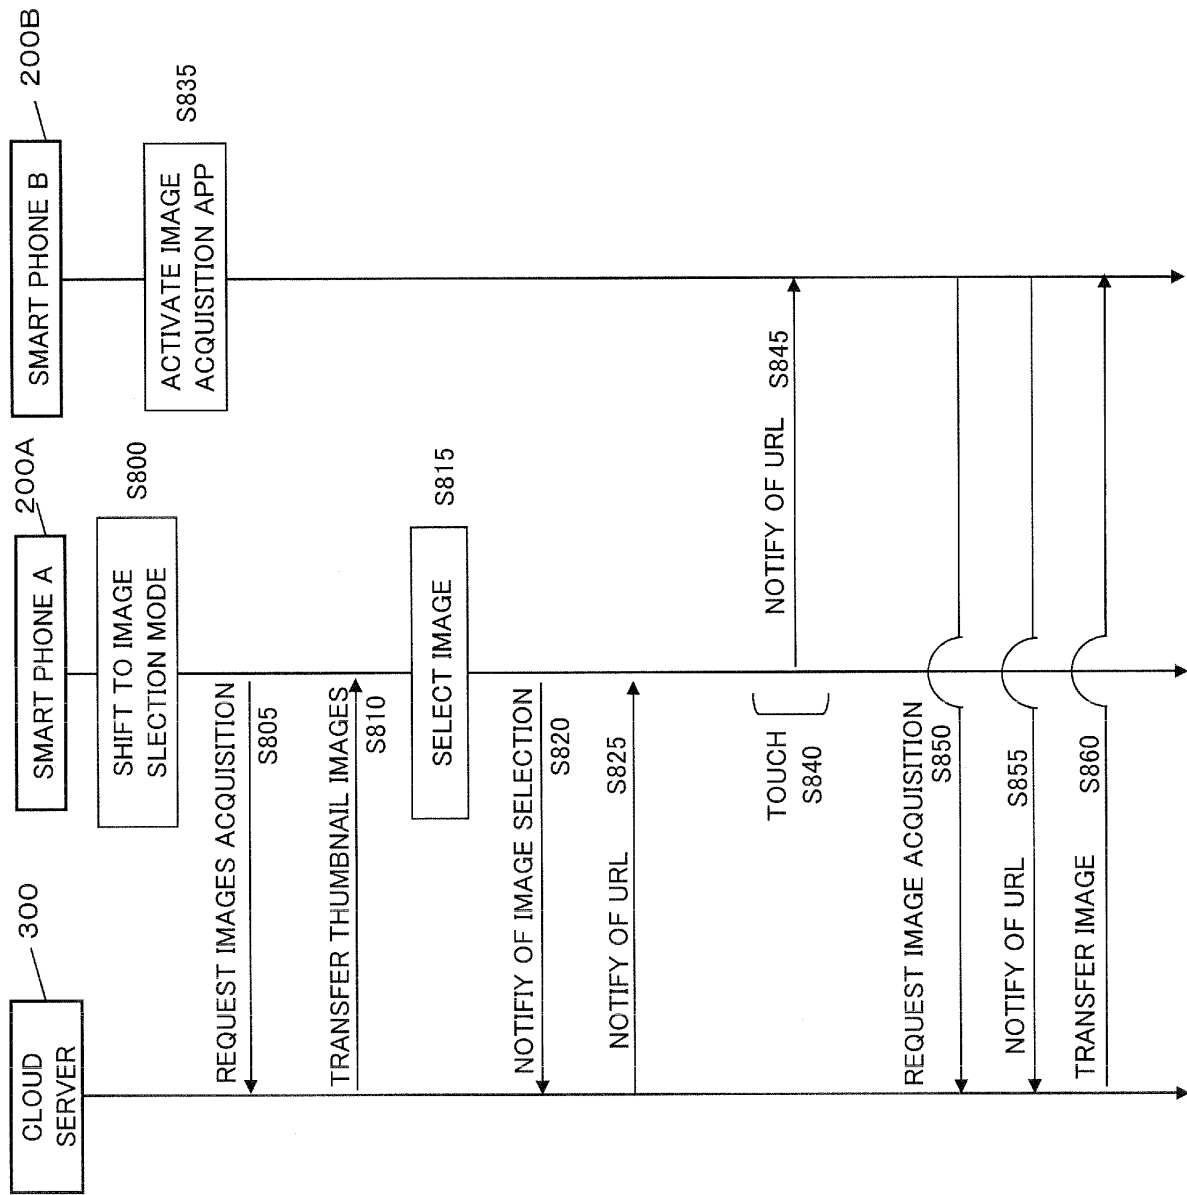 CLOUD
SERVER
300
SMART PHONE A
200A
SMART PHONE B
200B
SHIFT TO IMAGE
SLECTION MODE
S800
ACTIVATE IMAGE
ACQUISITION APP
S835
REQUEST IMAGES ACQUISITION
S805
TRANSFER THUMBNAIL IMAGES
S810
SELECT IMAGE
S815
NOTIFIY OF IMAGE SELECTION
S820
NOTIFY OF URL
S825
TOUCH
S840
NOTIFY OF URL
S845
REQUEST IMAGE ACQUISITION
S850
NOTIFY OF URL
S855
TRANSFER IMAGE
S860